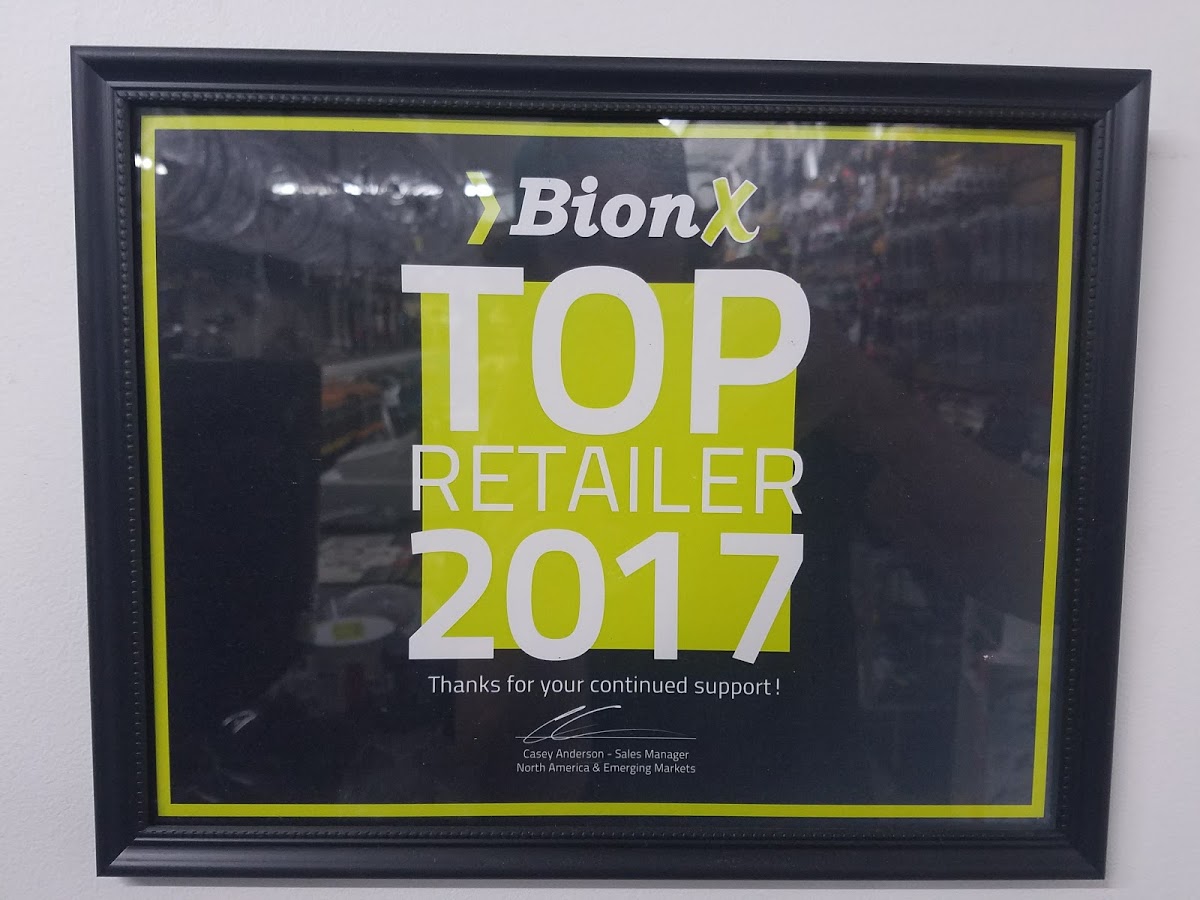 BionX
TOP
RETAILER
2017
Thanks for your continued support!
Casey Anderson - Sales Manager
North America & Emerging Markets